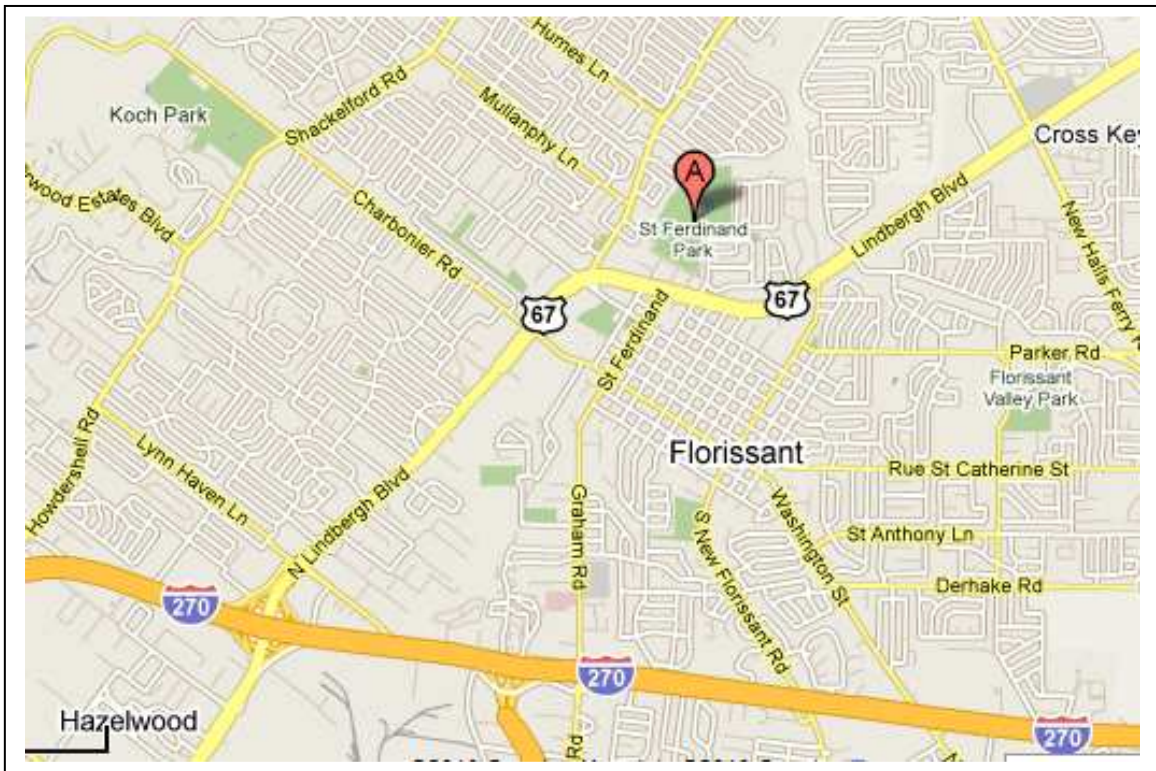 Humes Ln
Koch Park
Shackelford Rd
Mullanphy Ln
Cross Key
A
rwood Estates Blvd
Charbonier Rd
St Ferdinand
Park
Lindbergh Blvd
New Halls Ferry R
67
67
St Ferdinand
Parker Rd
Florissant
Valley Park
Howdershell Rd
Lynn Haven Ln
Florissant
Rue St Catherine St
N Lindbergh Blvd
Graham Rd
S New Florissant Rd
Washington St
St Anthony Ln
Derhake Rd
270
270
270
Hazelwood
Rd